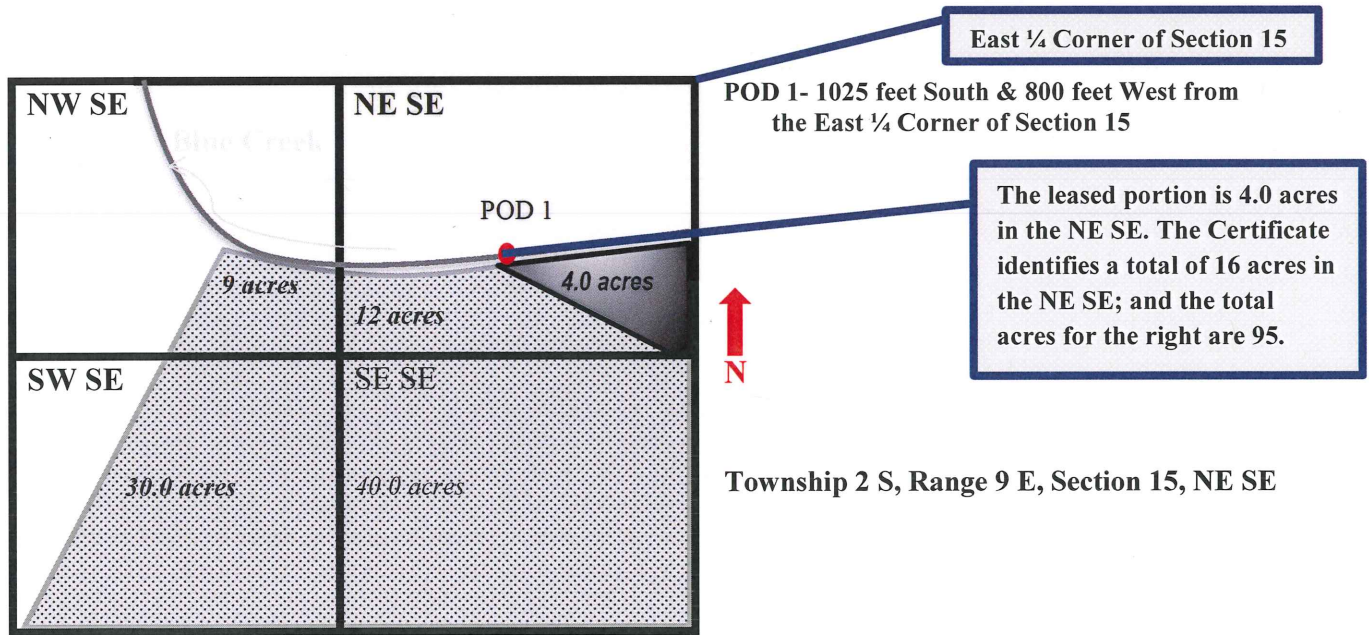 East ¼ Corner of Section 15
NW SE
NE SE
POD 1- 1025 feet South & 800 feet West from
the East ¼ Corner of Section 15
Blue Creek
POD 1
The leased portion is 4.0 acres
in the NE SE. The Certificate
identifies a total of 16 acres in
the NE SE; and the total
acres for the right are 95.
9 acres
4.0 acres
12 acres
N
SW SE
SE SE
30.0 acres
40.0 acres
Township 2 S, Range 9 E, Section 15, NE SE